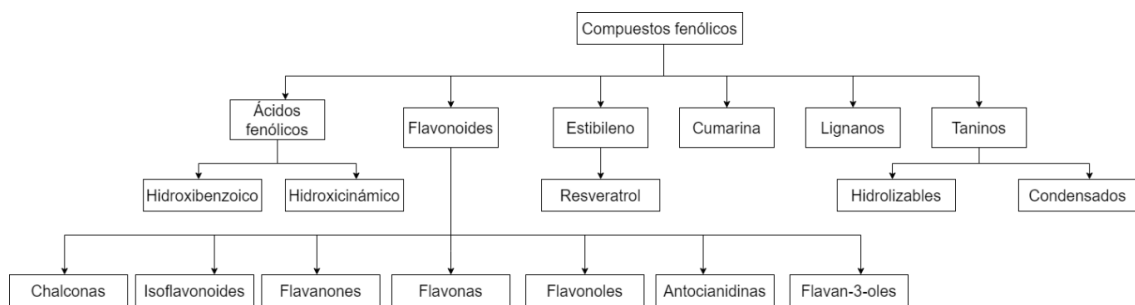 Compuestos fenólicos
Ácidos
fenólicos
Flavonoides
Estibileno
Cumarina
Lignanos
Taninos
Hidroxibenzoico
Hidroxicinámico
Resveratrol
Hidrolizables
Condensados
Chalconas
Isoflavonoides
Flavanones
Flavonas
Flavonoles
Antocianidinas
Flavan-3-oles